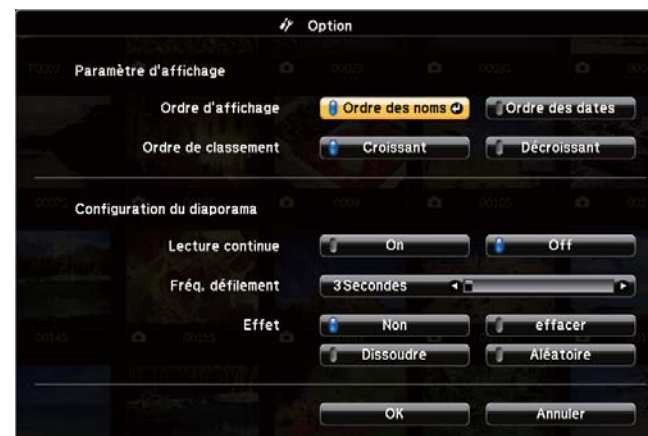 Option
Paramètre d'affichage
Ordre d'affichage Ordre des noms Ordre des dates
Ordre de classement Croissant Décroissant
Configuration du diaporama
Lecture continue On Off
Fréq. défilement 3Secondes
Effet Non effacer
Dissoudre Aléatoire
OK Annuler